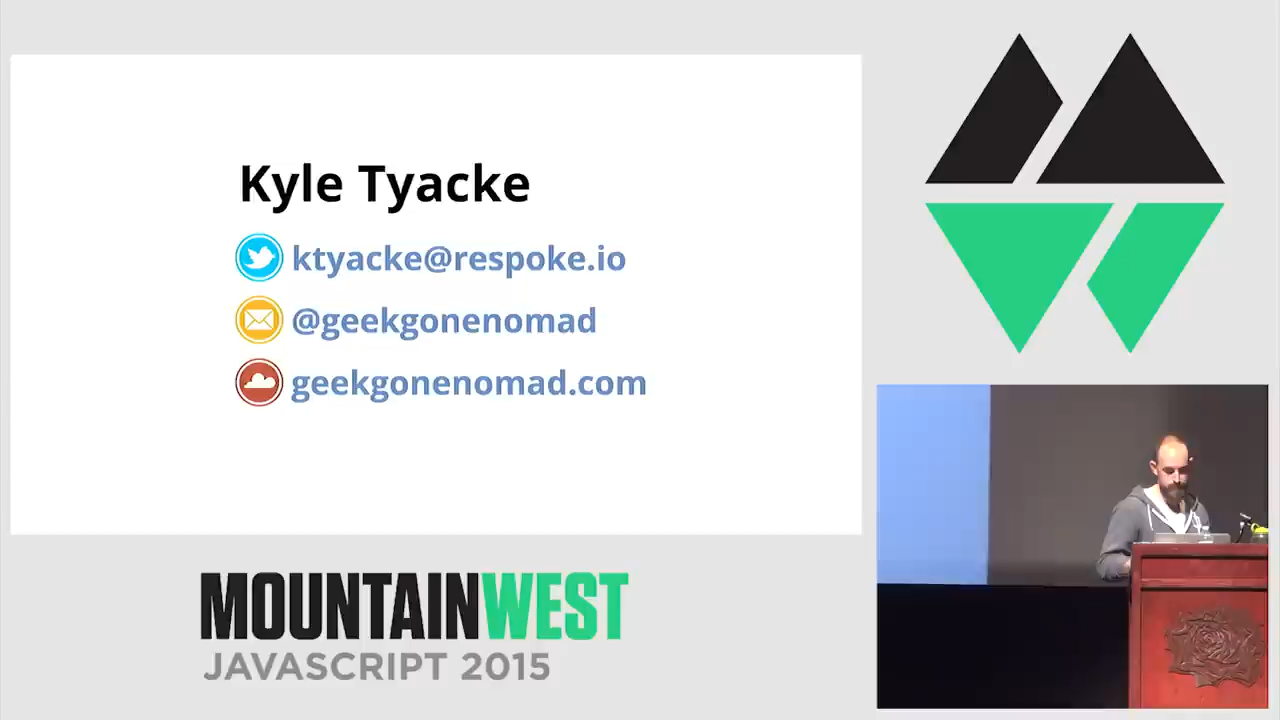 Kyle Tyacke
ktyacke@respoke.io
@geekgonenomad
geekgonenomad.com
MOUNTAINWEST
JAVASCRIPT 2015